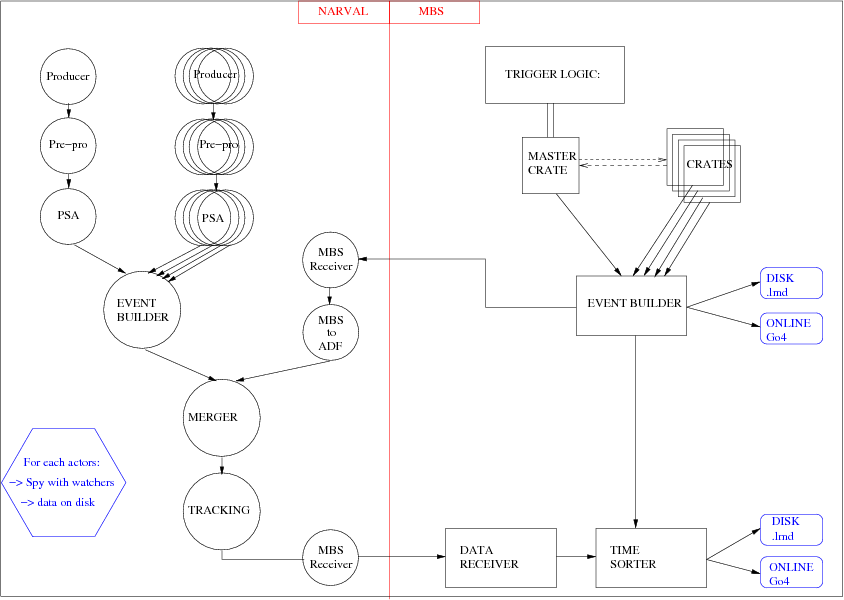 NARVAL
MBS
Producer
Producer
TRIGGER LOGIC:
Pre-pro
Pre-pro
MASTER
CRATE
CRATES
PSA
PSA
MBS
Receiver
EVENT
BUILDER
MBS
to
ADF
EVENT BUILDER
DISK
.lmd
ONLINE
Go4
MERGER
For each actors:
-> Spy with watchers
-> data on disk
TRACKING
MBS
Receiver
DATA
RECEIVER
TIME
SORTER
DISK
.lmd
ONLINE
Go4